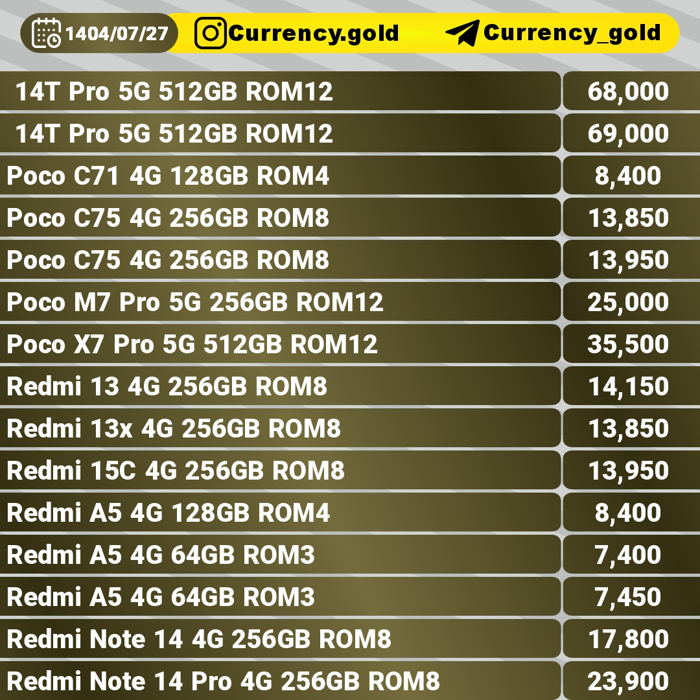 1404/07/27 Currency.gold Currency_gold
14T Pro 5G 512GB ROM12 68,000
14T Pro 5G 512GB ROM12 69,000
Poco C71 4G 128GB ROM4 8,400
Poco C75 4G 256GB ROM8 13,850
Poco C75 4G 256GB ROM8 13,950
Poco M7 Pro 5G 256GB ROM12 25,000
Poco X7 Pro 5G 512GB ROM12 35,500
Redmi 13 4G 256GB ROM8 14,150
Redmi 13x 4G 256GB ROM8 13,850
Redmi 15C 4G 256GB ROM8 13,950
Redmi A5 4G 128GB ROM4 8,400
Redmi A5 4G 64GB ROM3 7,400
Redmi A5 4G 64GB ROM3 7,450
Redmi Note 14 4G 256GB ROM8 17,800
Redmi Note 14 Pro 4G 256GB ROM8 23,900